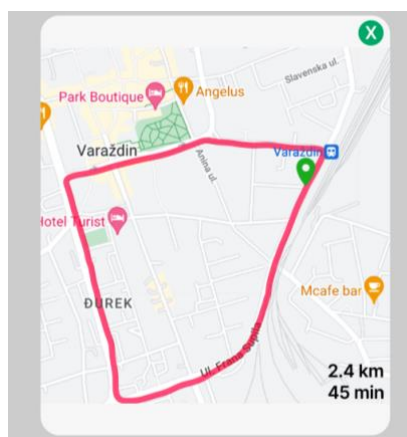 X
Slavenska ul.
Park Boutique
Angelus
Varaždin
Anina ul.
Varaždin
Hotel Turist
Mcafe bar
ĐUREK
Ul. Frana Supila
2.4 km
45 min